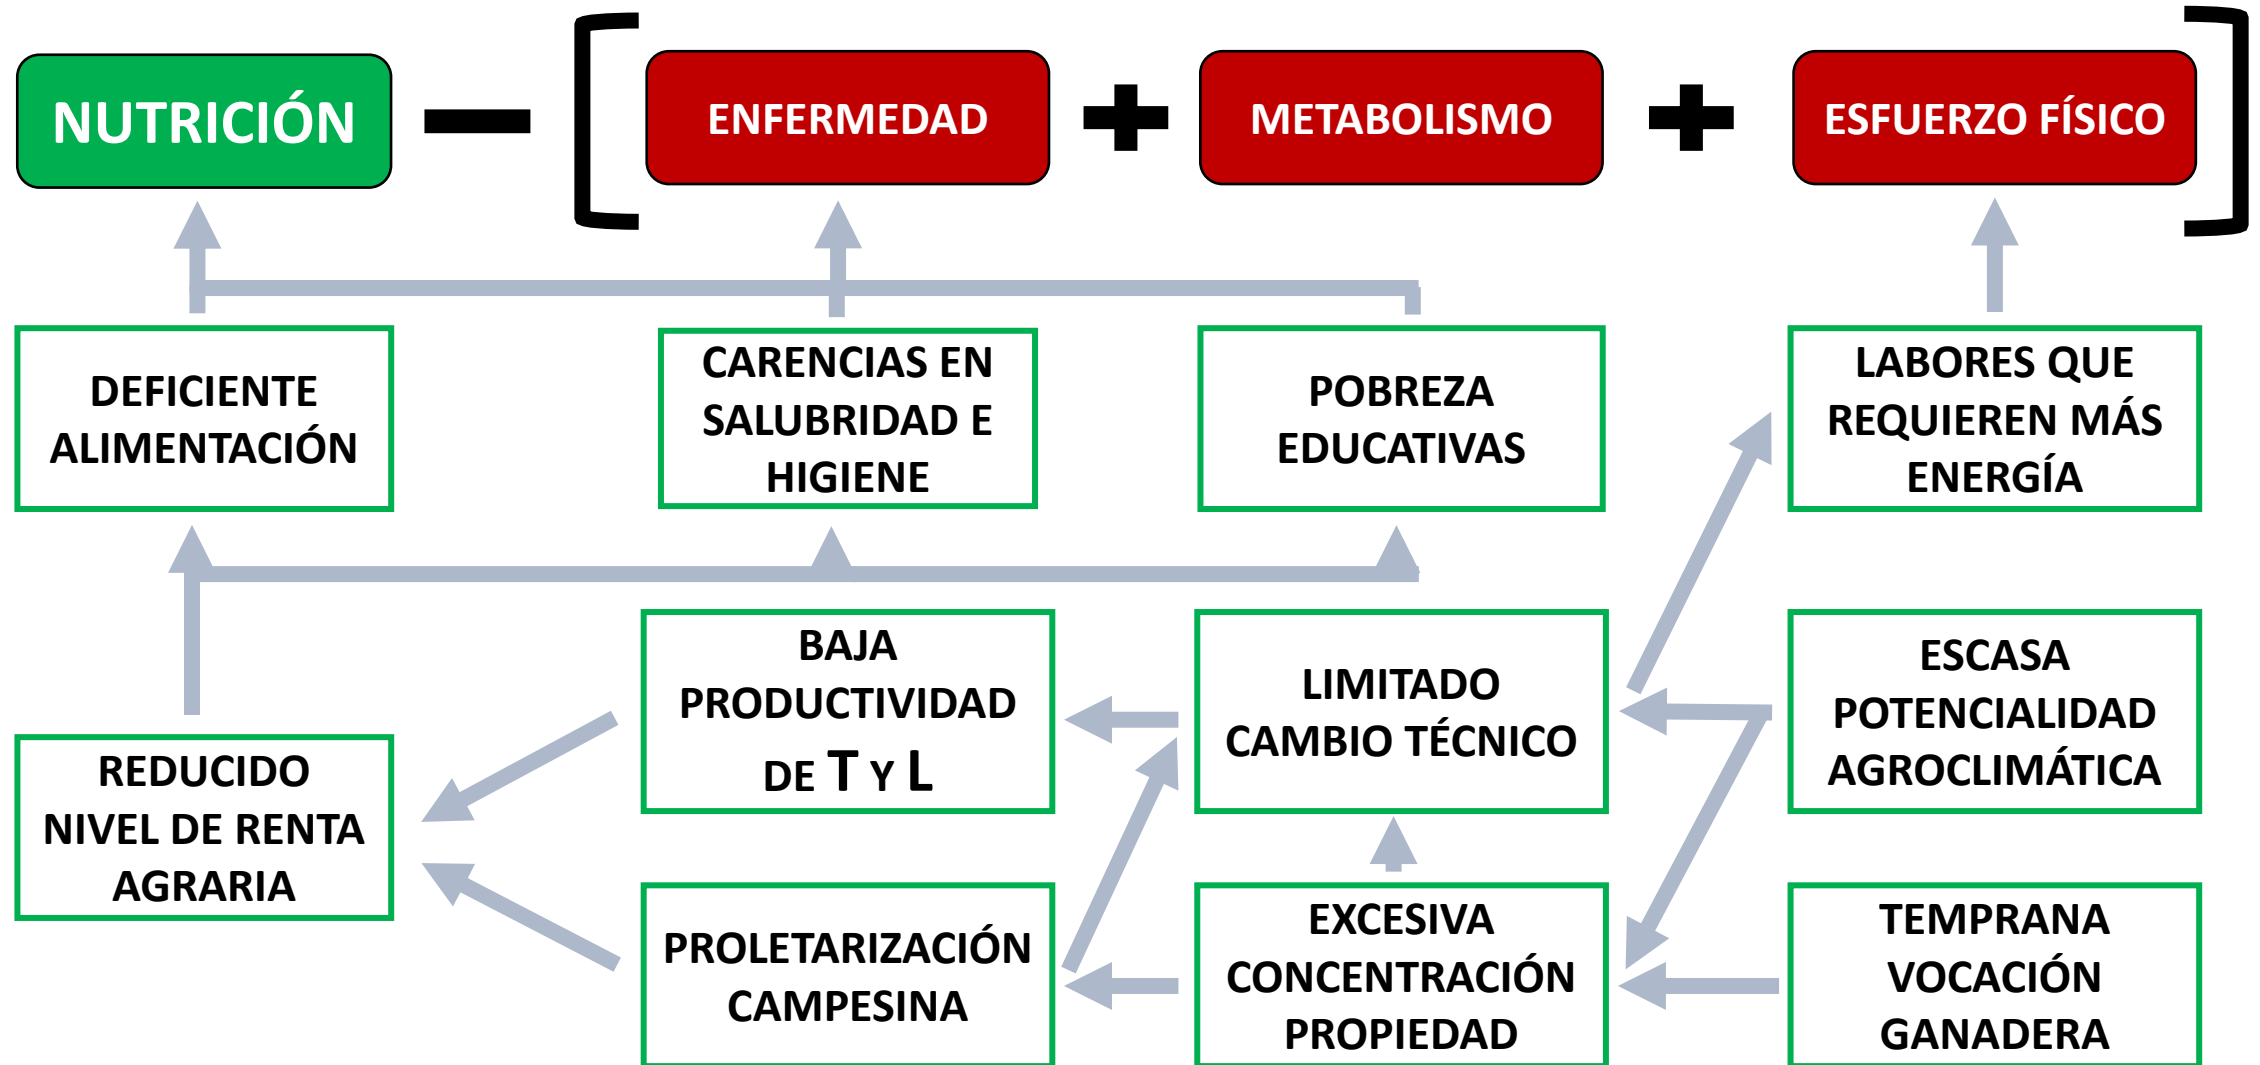 NUTRICIÓN
ENFERMEDAD
METABOLISMO
ESFUERZO FÍSICO
DEFICIENTE
ALIMENTACIÓN
CARENCIAS EN
SALUBRIDAD E
HIGIENE
POBREZA
EDUCATIVAS
LABORES QUE
REQUIEREN MÁS
ENERGÍA
REDUCIDO
NIVEL DE RENTA
AGRARIA
BAJA
PRODUCTIVIDAD
DE T Y L
LIMITADO
CAMBIO TÉCNICO
ESCASA
POTENCIALIDAD
AGROCLIMÁTICA
PROLETARIZACIÓN
CAMPESINA
EXCESIVA
CONCENTRACIÓN
PROPIEDAD
TEMPRANA
VOCACIÓN
GANADERA